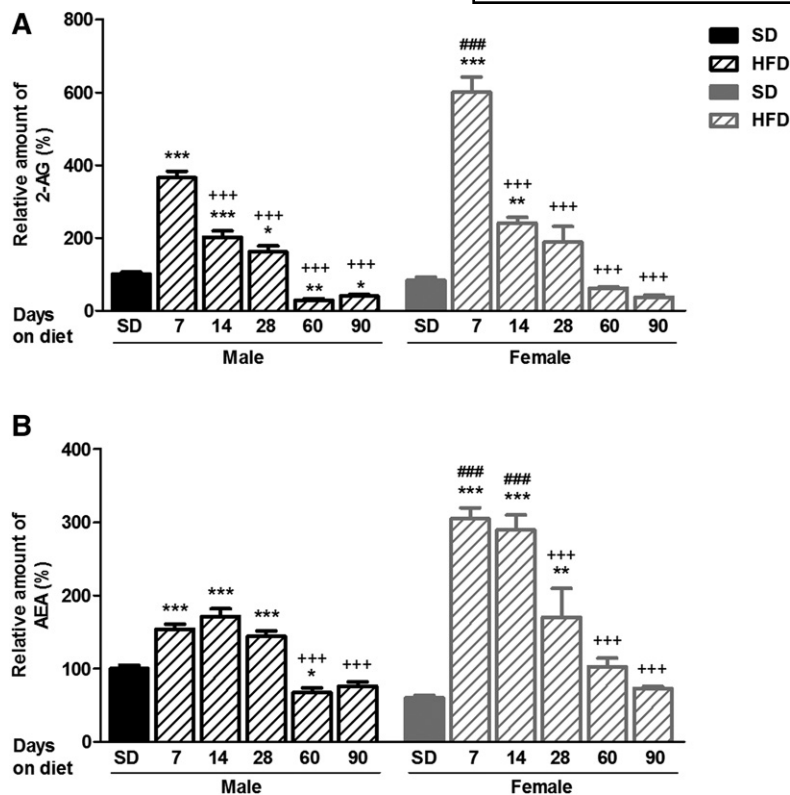 A
Relative amount of
2-AG (%)
800
600
400
200
0
***
+++
***
+++
*
+++
**
+++
*
###
***
+++
**
+++
+++
+++
SD
HFD
SD
HFD
Days
on diet
SD 7 14 28 60 90 SD 7 14 28 60 90
Male Female
B
Relative amount of
AEA (%)
400
300
200
100
0
***
***
***
+++
*
+++
###
***
###
***
+++
**
+++
+++
Days
on diet
SD 7 14 28 60 90 SD 7 14 28 60 90
Male Female